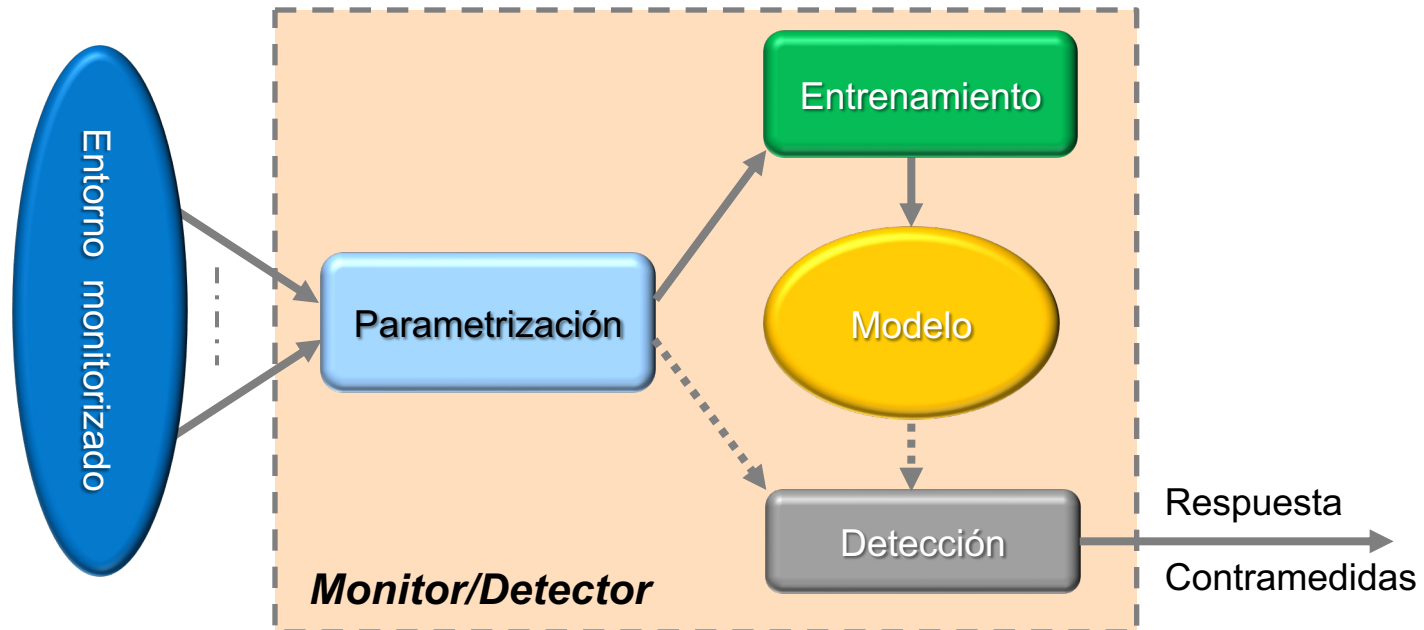 Entorno monitorizado
Parametrización
Entrenamiento
Modelo
Detección
Monitor/Detector
Respuesta
Contramedidas